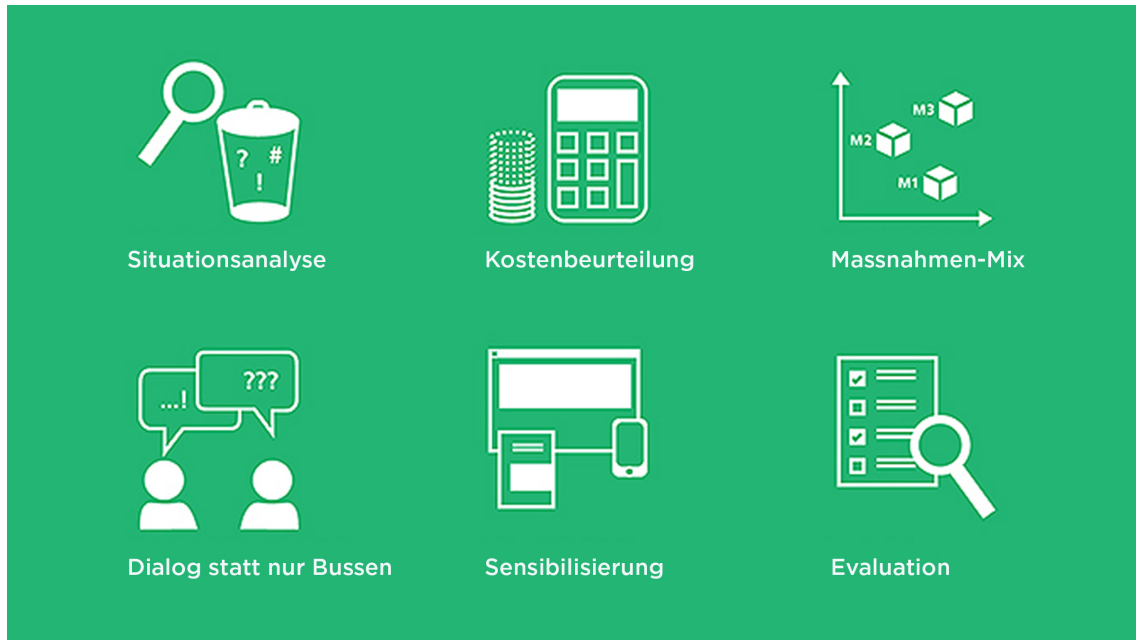 ? #
!
M3
M2
M1
Situationsanalyse
Kostenbeurteilung
Massnahmen-Mix
...!
???
Dialog statt nur Bussen
Sensibilisierung
Evaluation